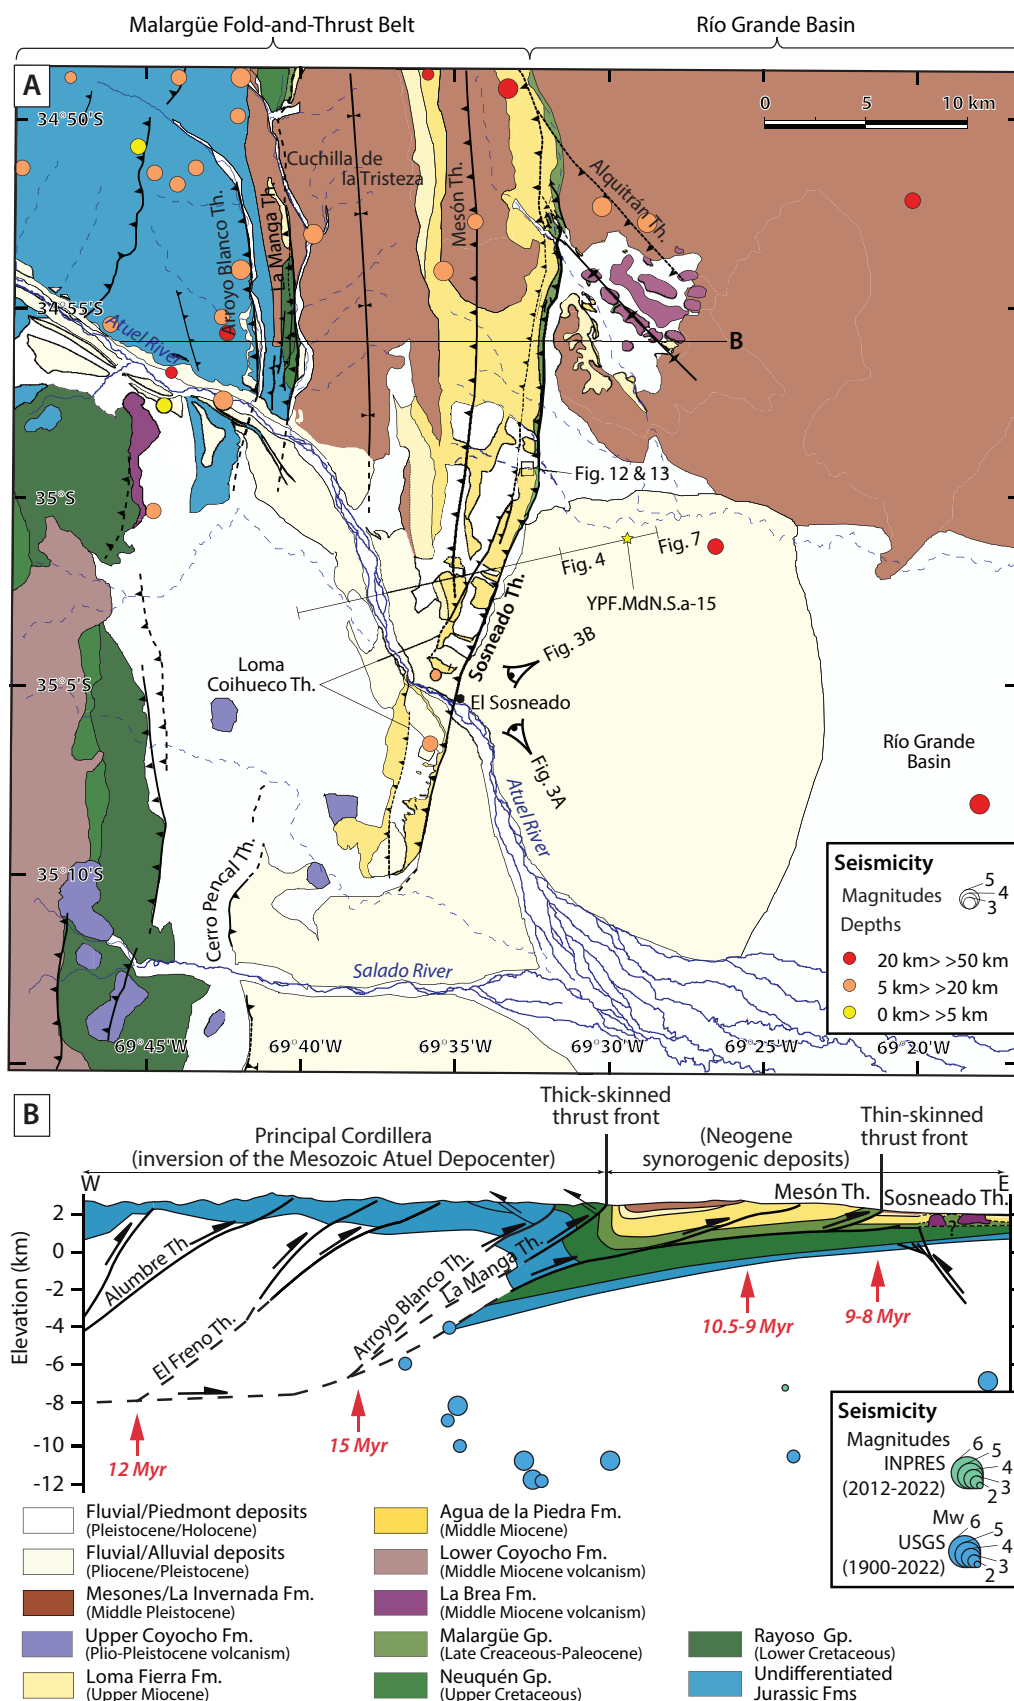 Malargüe Fold-and-Thrust Belt
Río Grande Basin
A
0 5 10 km
34°50'S
34°55'S
35°S
35°5'S
35°10'S
Cuchilla de
la Tristeza
Mesón Th.
Alquitrán Th.
Arroyo Blanco Th.
La Manga Th.
Atuel River
B
Fig. 12 & 13
Fig. 4
Fig. 7
YPF.MdN.S.a-15
Sosneado Th.
Fig. 3B
Loma
Coihueco Th.
El Sosneado
Fig. 3A
Atuel River
Río Grande
Basin
Cerro Pencal Th.
Salado River
Seismicity
Magnitudes
5
4
3
Depths
20 km> >50 km
5 km> >20 km
0 km> >5 km
69°45'W
69°40'W
69°35'W
69°30'W
69°25'W
69°20'W
B
Thick-skinned
thrust front
Thin-skinned
thrust front
Principal Cordillera
(inversion of the Mesozoic Atuel Depocenter)
(Neogene
synorogenic deposits)
W
E
Mesón Th.
Sosneado Th.
Elevation (km)
2
0
-2
-4
-6
-8
-10
-12
Alumbre Th.
El Freno Th.
Arroyo Blanco Th.
La Manga Th.
?
10.5-9 Myr
9-8 Myr
12 Myr
15 Myr
Seismicity
Magnitudes
INPRES
(2012-2022)
6
5
4
3
2
Mw
USGS
(1900-2022)
6
5
4
3
2
Fluvial/Piedmont deposits
(Pleistocene/Holocene)
Fluvial/Alluvial deposits
(Pliocene/Pleistocene)
Mesones/La Invernada Fm.
(Middle Pleistocene)
Upper Coyocho Fm.
(Plio-Pleistocene volcanism)
Loma Fierra Fm.
(Upper Miocene)
Agua de la Piedra Fm.
(Middle Miocene)
Lower Coyocho Fm.
(Middle Miocene volcanism)
La Brea Fm.
(Middle Miocene volcanism)
Malargüe Gp.
(Late Creaceous-Paleocene)
Neuquén Gp.
(Upper Cretaceous)
Rayoso Gp.
(Lower Cretaceous)
Undifferentiated
Jurassic Fms